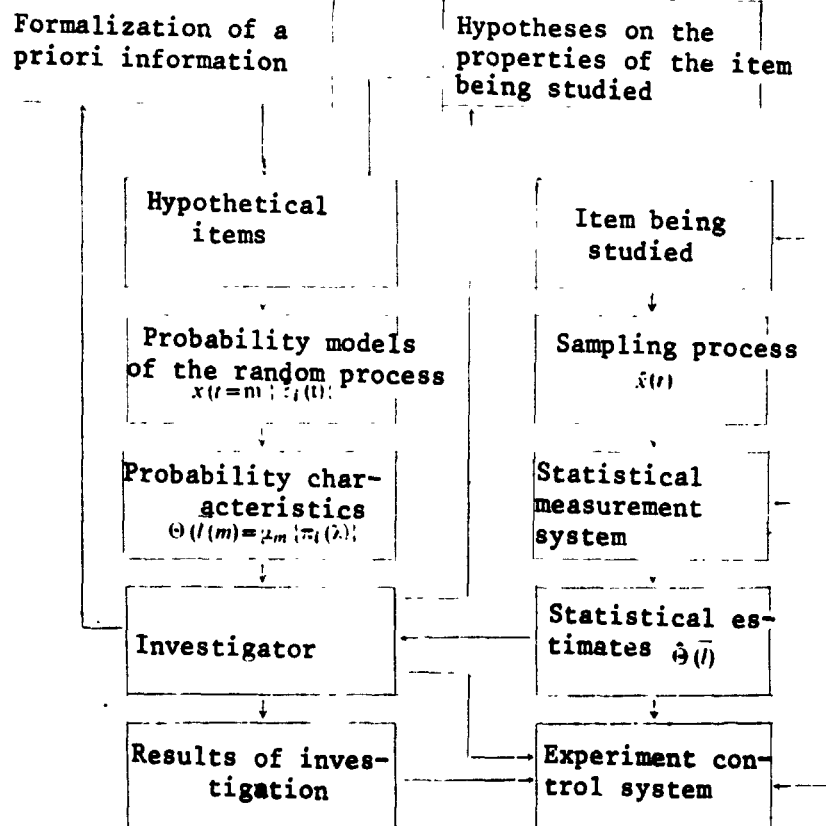 Formalization of a
priori information
Hypotheses on the
properties of the item
being studied
Hypothetical
items
Item being
studied
Probability models
of the random process
Sampling process
x̂(t)
Probability char-
acteristics
Statistical
measurement
system
Investigator
Statistical es-
timates Θ̂(l̄)
Results of inves-
tigation
Experiment con-
trol system